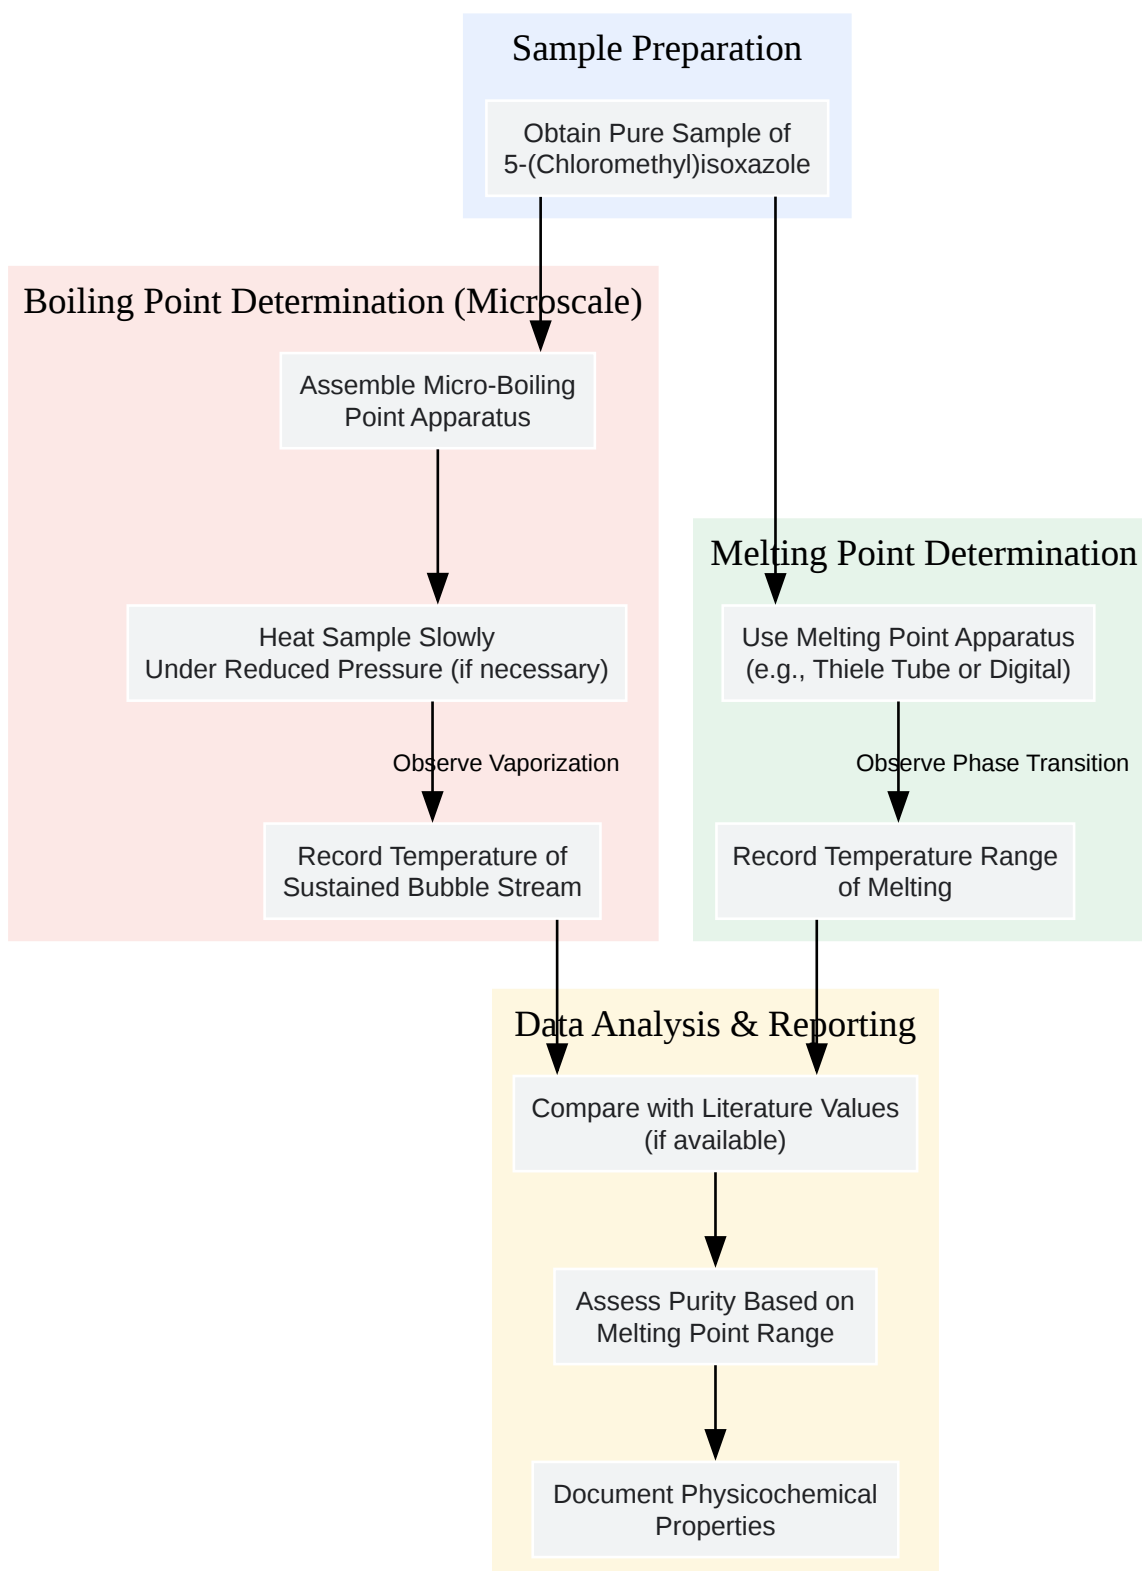 Sample Preparation
Obtain Pure Sample of
5-(Chloromethyl)isoxazole
Boiling Point Determination (Microscale)
Assemble Micro-Boiling
Point Apparatus
Heat Sample Slowly
Under Reduced Pressure (if necessary)
Observe Vaporization
Record Temperature of
Sustained Bubble Stream
Melting Point Determination
Use Melting Point Apparatus
(e.g., Thiele Tube or Digital)
Observe Phase Transition
Record Temperature Range
of Melting
Data Analysis & Reporting
Compare with Literature Values
(if available)
Assess Purity Based on
Melting Point Range
Document Physicochemical
Properties